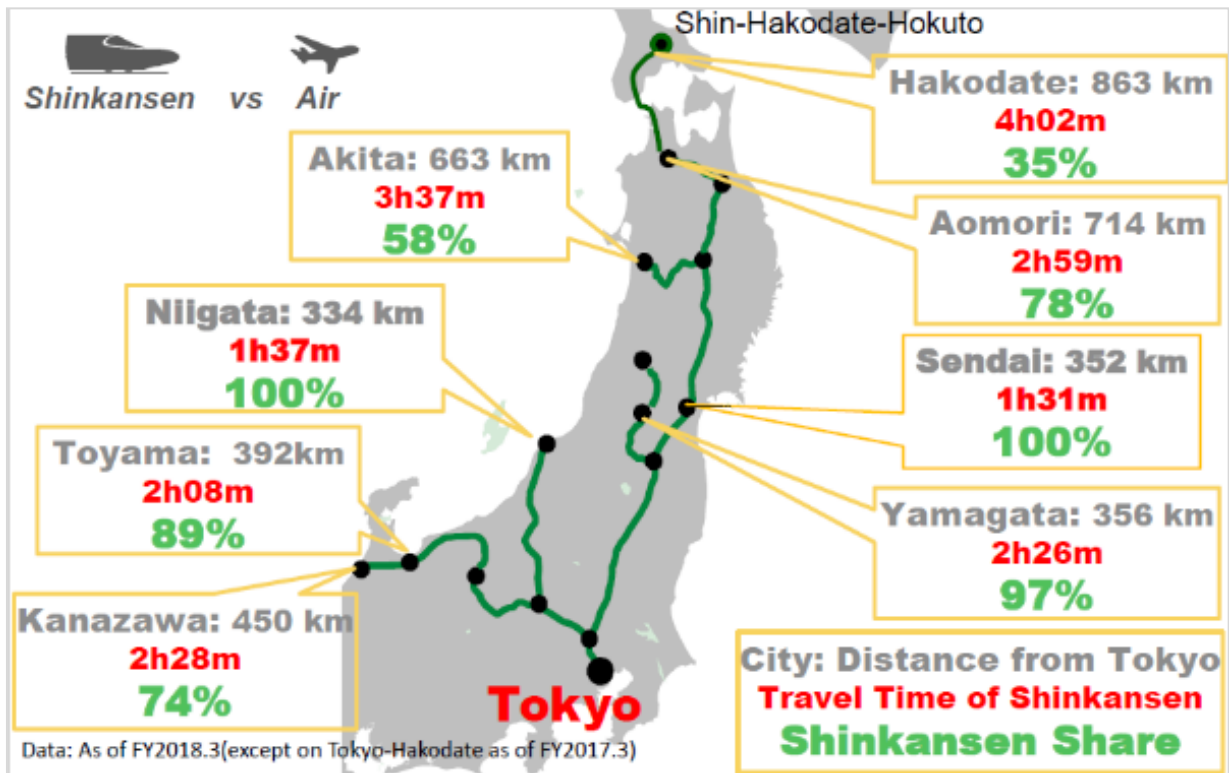 Shin-Hakodate-Hokuto
Shinkansen vs Air
Hakodate: 863 km
4h02m
35%
Akita: 663 km
3h37m
58%
Aomori: 714 km
2h59m
78%
Niigata: 334 km
1h37m
100%
Sendai: 352 km
1h31m
100%
Toyama: 392km
2h08m
89%
Yamagata: 356 km
2h26m
97%
Kanazawa: 450 km
2h28m
74%
Tokyo
City: Distance from Tokyo
Travel Time of Shinkansen
Shinkansen Share
Data: As of FY2018.3(except on Tokyo-Hakodate as of FY2017.3)